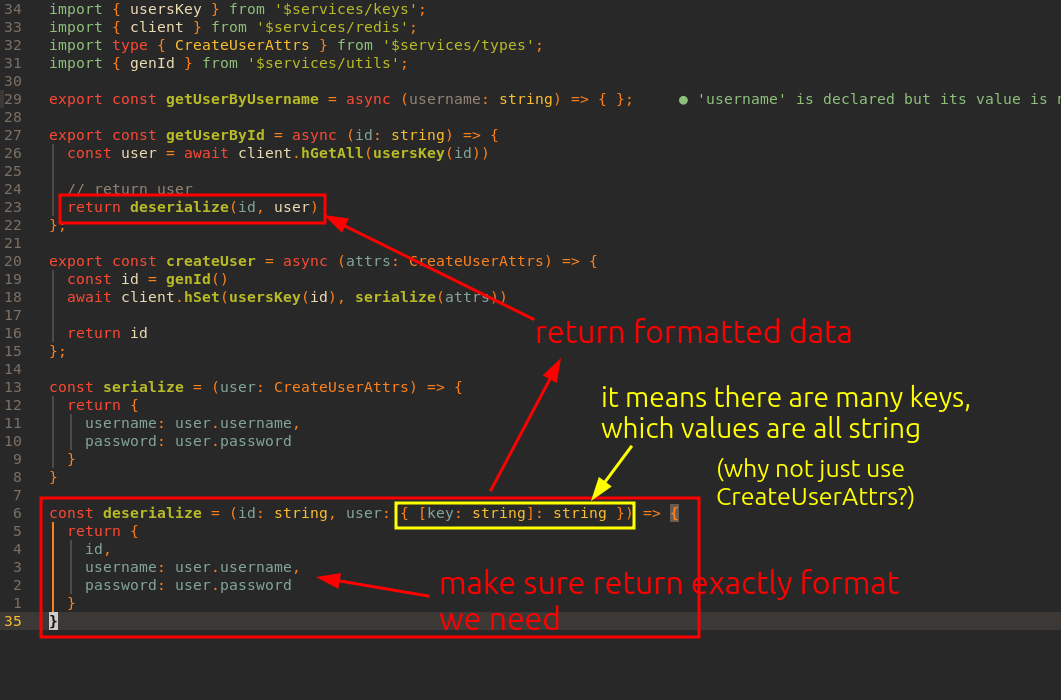 34 import { usersKey } from '$services/keys';
33 import { client } from '$services/redis';
32 import type { CreateUserAttrs } from '$services/types';
31 import { genId } from '$services/utils';
30
29 export const getUserByUsername = async (username: string) => { }; ● 'username' is declared but its value is r
28
27 export const getUserById = async (id: string) => {
26 const user = await client.hGetAll(usersKey(id))
25
24 // return user
23 return deserialize(id, user)
22 };
21
20 export const createUser = async (attrs: CreateUserAttrs) => {
19 const id = genId()
18 await client.hSet(usersKey(id), serialize(attrs))
17
return formatted data
16 return id
15 };
14
13 const serialize = (user: CreateUserAttrs) => {
it means there are many keys,
12 return {
11 username: user.username,
which values are all string
10 password: user.password
9 }
(why not just use
8 }
CreateUserAttrs?)
7
6 const deserialize = (id: string, user: { [key: string]: string }) => {
5 return {
4 id,
3 username: user.username,
2 password: user.password
make sure return exactly format
1 }
we need
35 }